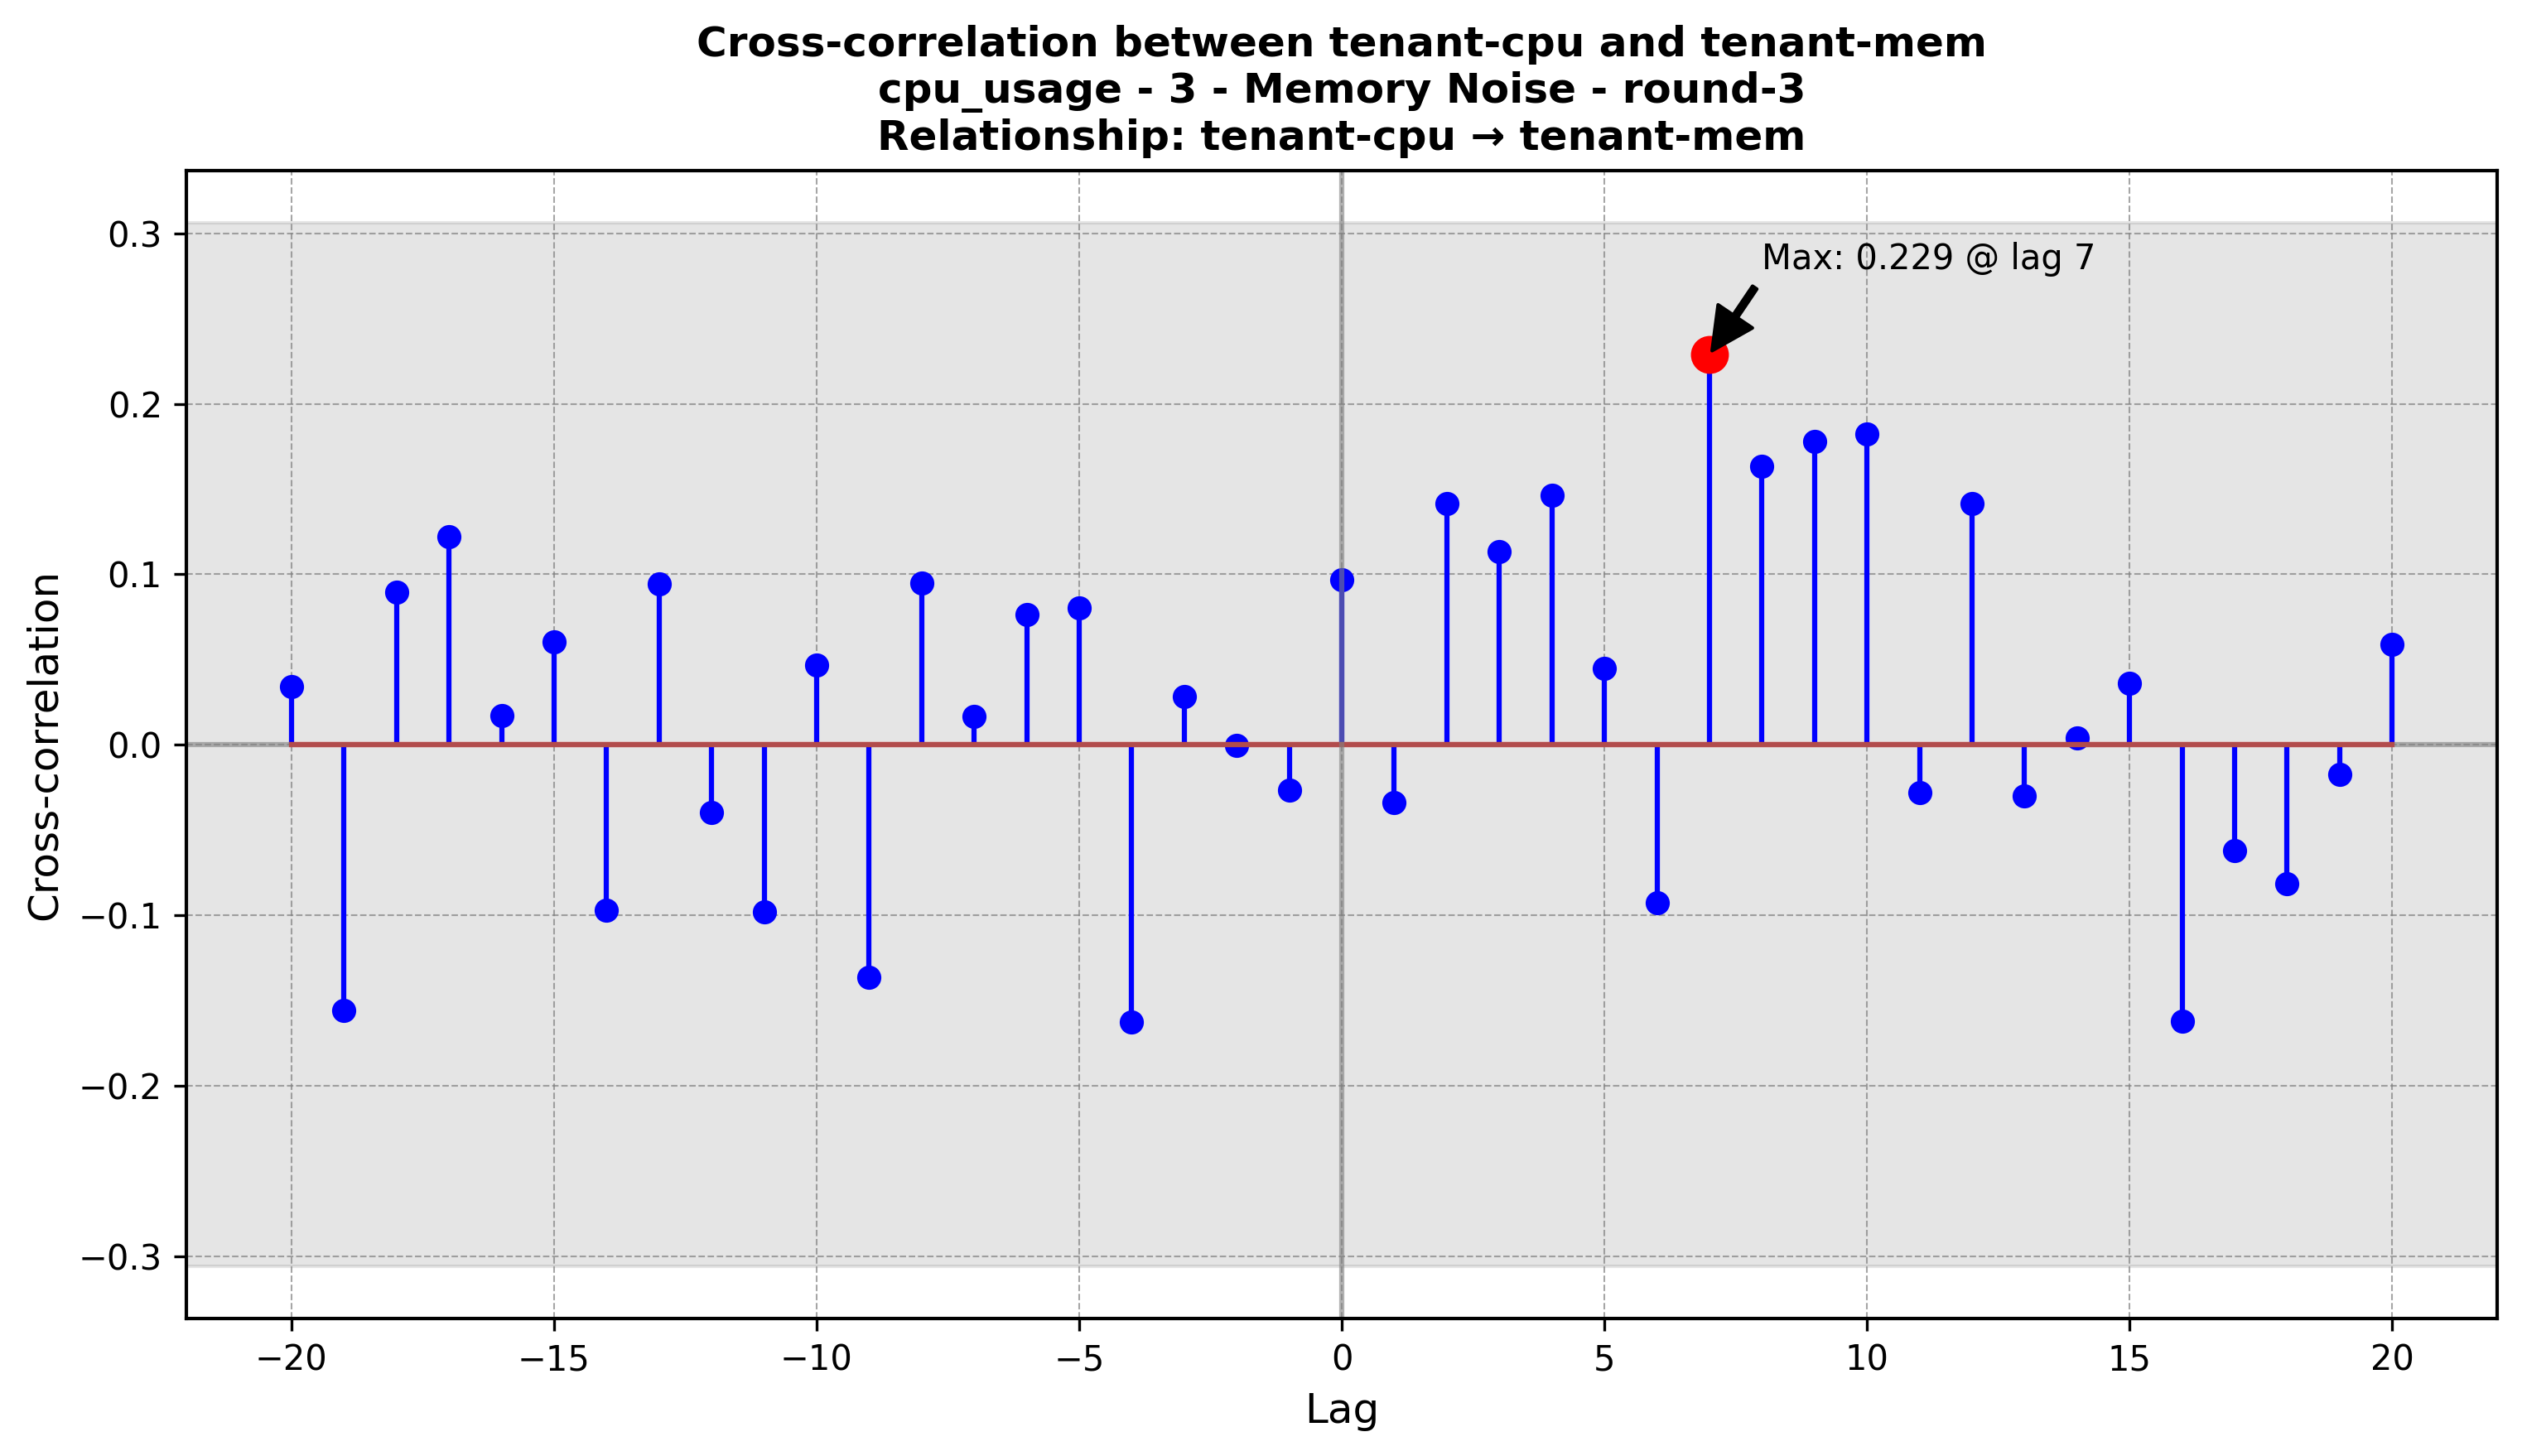 Cross-correlation between tenant-cpu and tenant-mem
cpu_usage - 3 - Memory Noise - round-3
Relationship: tenant-cpu → tenant-mem
Max: 0.229 @ lag 7
Cross-correlation
0.3
0.2
0.1
0.0
−0.1
−0.2
−0.3
−20 −15 −10 −5 0 5 10 15 20
Lag